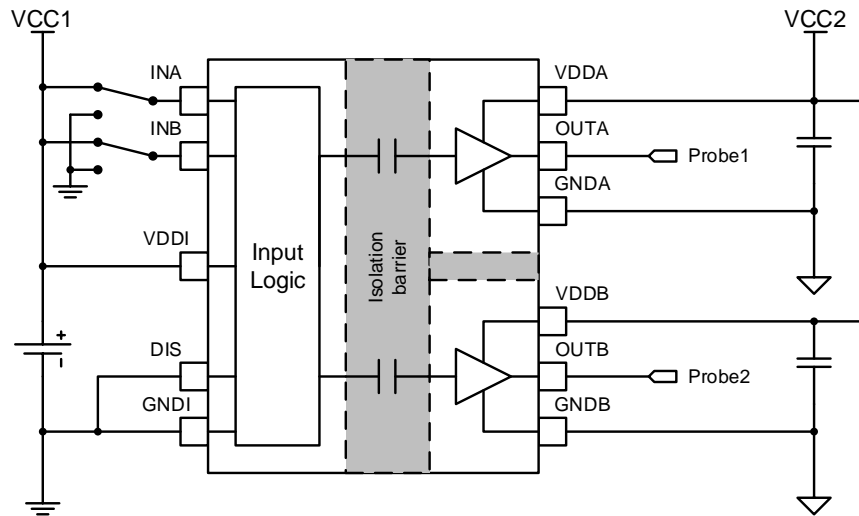 VCC1
VCC2
INA
INB
VDDI
DIS
GNDI
Input
Logic
Isolation
barrier
VDDA
OUTA
GNDA
Probe1
VDDB
OUTB
GNDB
Probe2
+